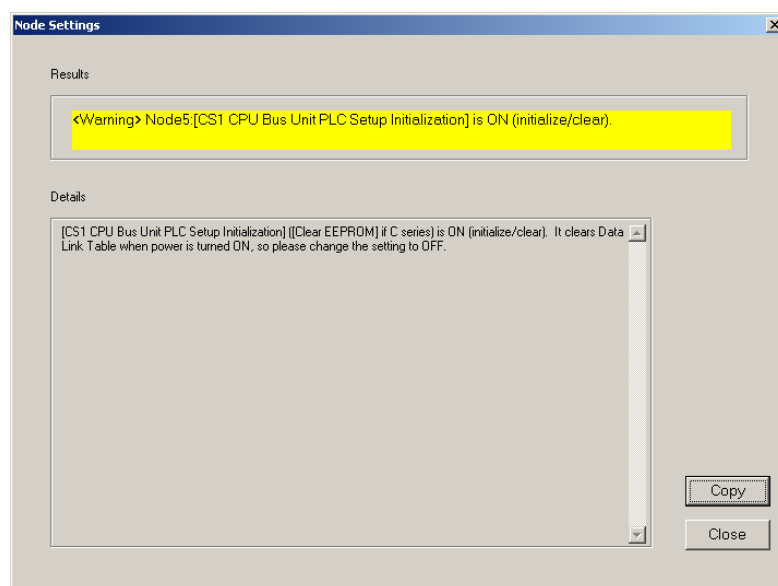 Node Settings
Results
<Warning> Node5:[CS1 CPU Bus Unit PLC Setup Initialization] is ON (initialize/clear).
Details
[CS1 CPU Bus Unit PLC Setup Initialization] ([Clear EEPROM] if C series) is ON (initialize/clear).  It clears Data
Link Table when power is turned ON, so please change the setting to OFF.
Copy
Close